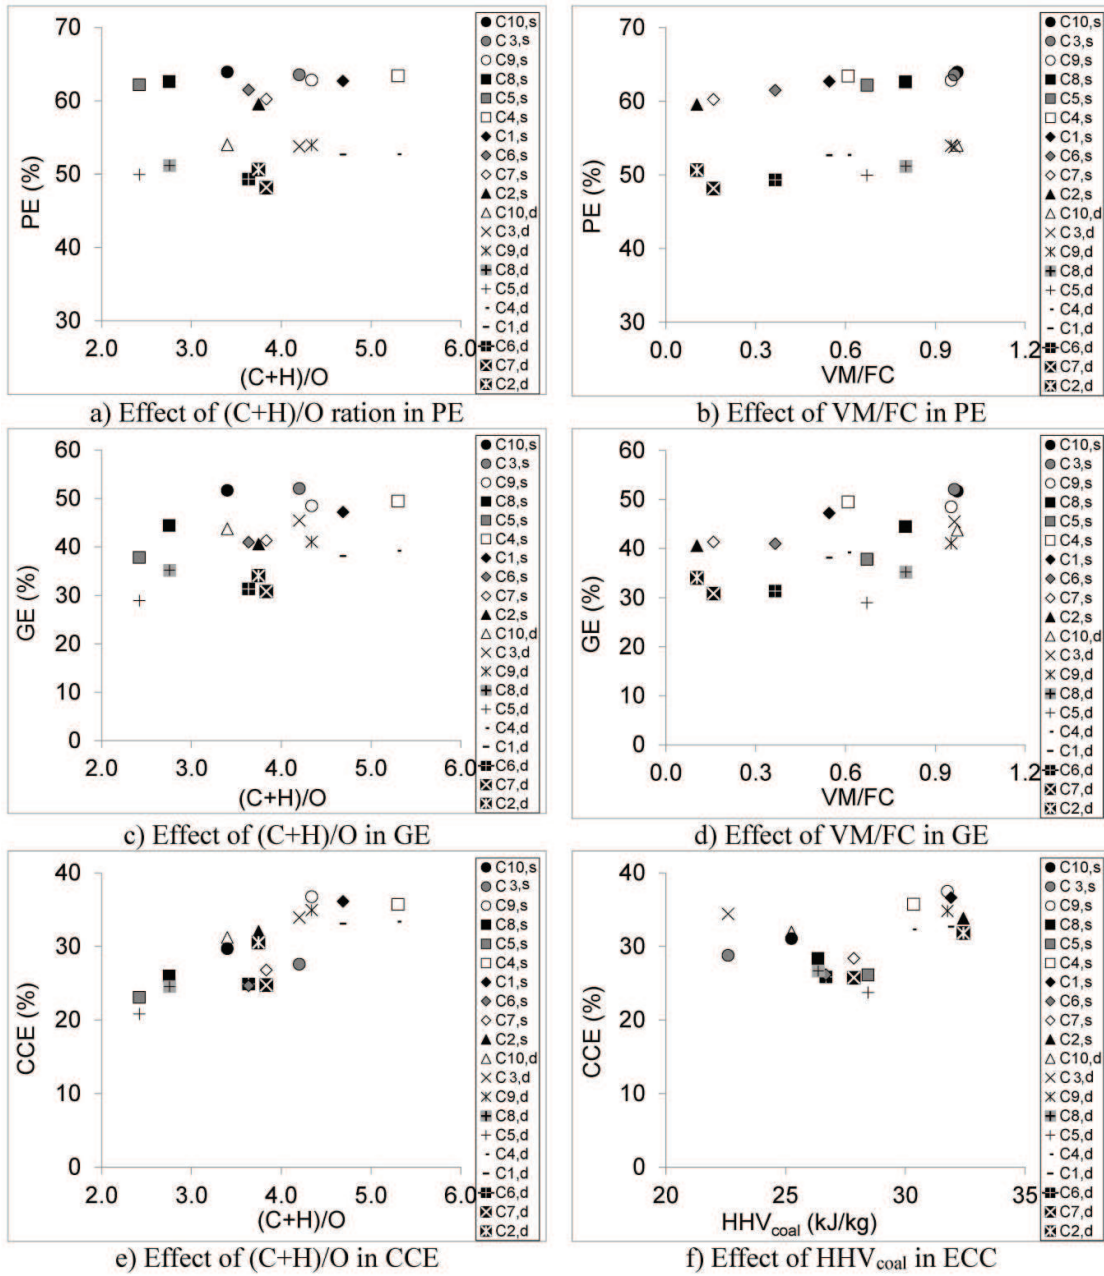 70
60
50
40
30
PE (%)
2.0 3.0 4.0 5.0 6.0
(C+H)/O
C10,s
C 3,s
C9,s
C8,s
C5,s
C4,s
C1,s
C6,s
C7,s
C2,s
C10,d
C 3,d
C9,d
C8,d
C5,d
C4,d
C1,d
C6,d
C7,d
C2,d
a) Effect of (C+H)/O ration in PE
70
60
50
40
30
PE (%)
0.0 0.3 0.6 0.9 1.2
VM/FC
C10,s
C 3,s
C9,s
C8,s
C5,s
C4,s
C1,s
C6,s
C7,s
C2,s
C10,d
C 3,d
C9,d
C8,d
C5,d
C4,d
C1,d
C6,d
C7,d
C2,d
b) Effect of VM/FC in PE
60
50
40
30
20
10
0
GE (%)
2.0 3.0 4.0 5.0 6.0
(C+H)/O
C10,s
C 3,s
C9,s
C8,s
C5,s
C4,s
C1,s
C6,s
C7,s
C2,s
C10,d
C 3,d
C9,d
C8,d
C5,d
C4,d
C1,d
C6,d
C7,d
C2,d
c) Effect of (C+H)/O in GE
60
50
40
30
20
10
0
GE (%)
0.0 0.3 0.6 0.9 1.2
VM/FC
C10,s
C 3,s
C9,s
C8,s
C5,s
C4,s
C1,s
C6,s
C7,s
C2,s
C10,d
C 3,d
C9,d
C8,d
C5,d
C4,d
C1,d
C6,d
C7,d
C2,d
d) Effect of VM/FC in GE
40
30
20
10
0
CCE (%)
2.0 3.0 4.0 5.0 6.0
(C+H)/O
C10,s
C 3,s
C9,s
C8,s
C5,s
C4,s
C1,s
C6,s
C7,s
C2,s
C10,d
C 3,d
C9,d
C8,d
C5,d
C4,d
C1,d
C6,d
C7,d
C2,d
e) Effect of (C+H)/O in CCE
40
30
20
10
0
CCE (%)
20 25 30 35
HHVcoal (kJ/kg)
C10,s
C 3,s
C9,s
C8,s
C5,s
C4,s
C1,s
C6,s
C7,s
C2,s
C10,d
C 3,d
C9,d
C8,d
C5,d
C4,d
C1,d
C6,d
C7,d
C2,d
f) Effect of HHVcoal in ECC